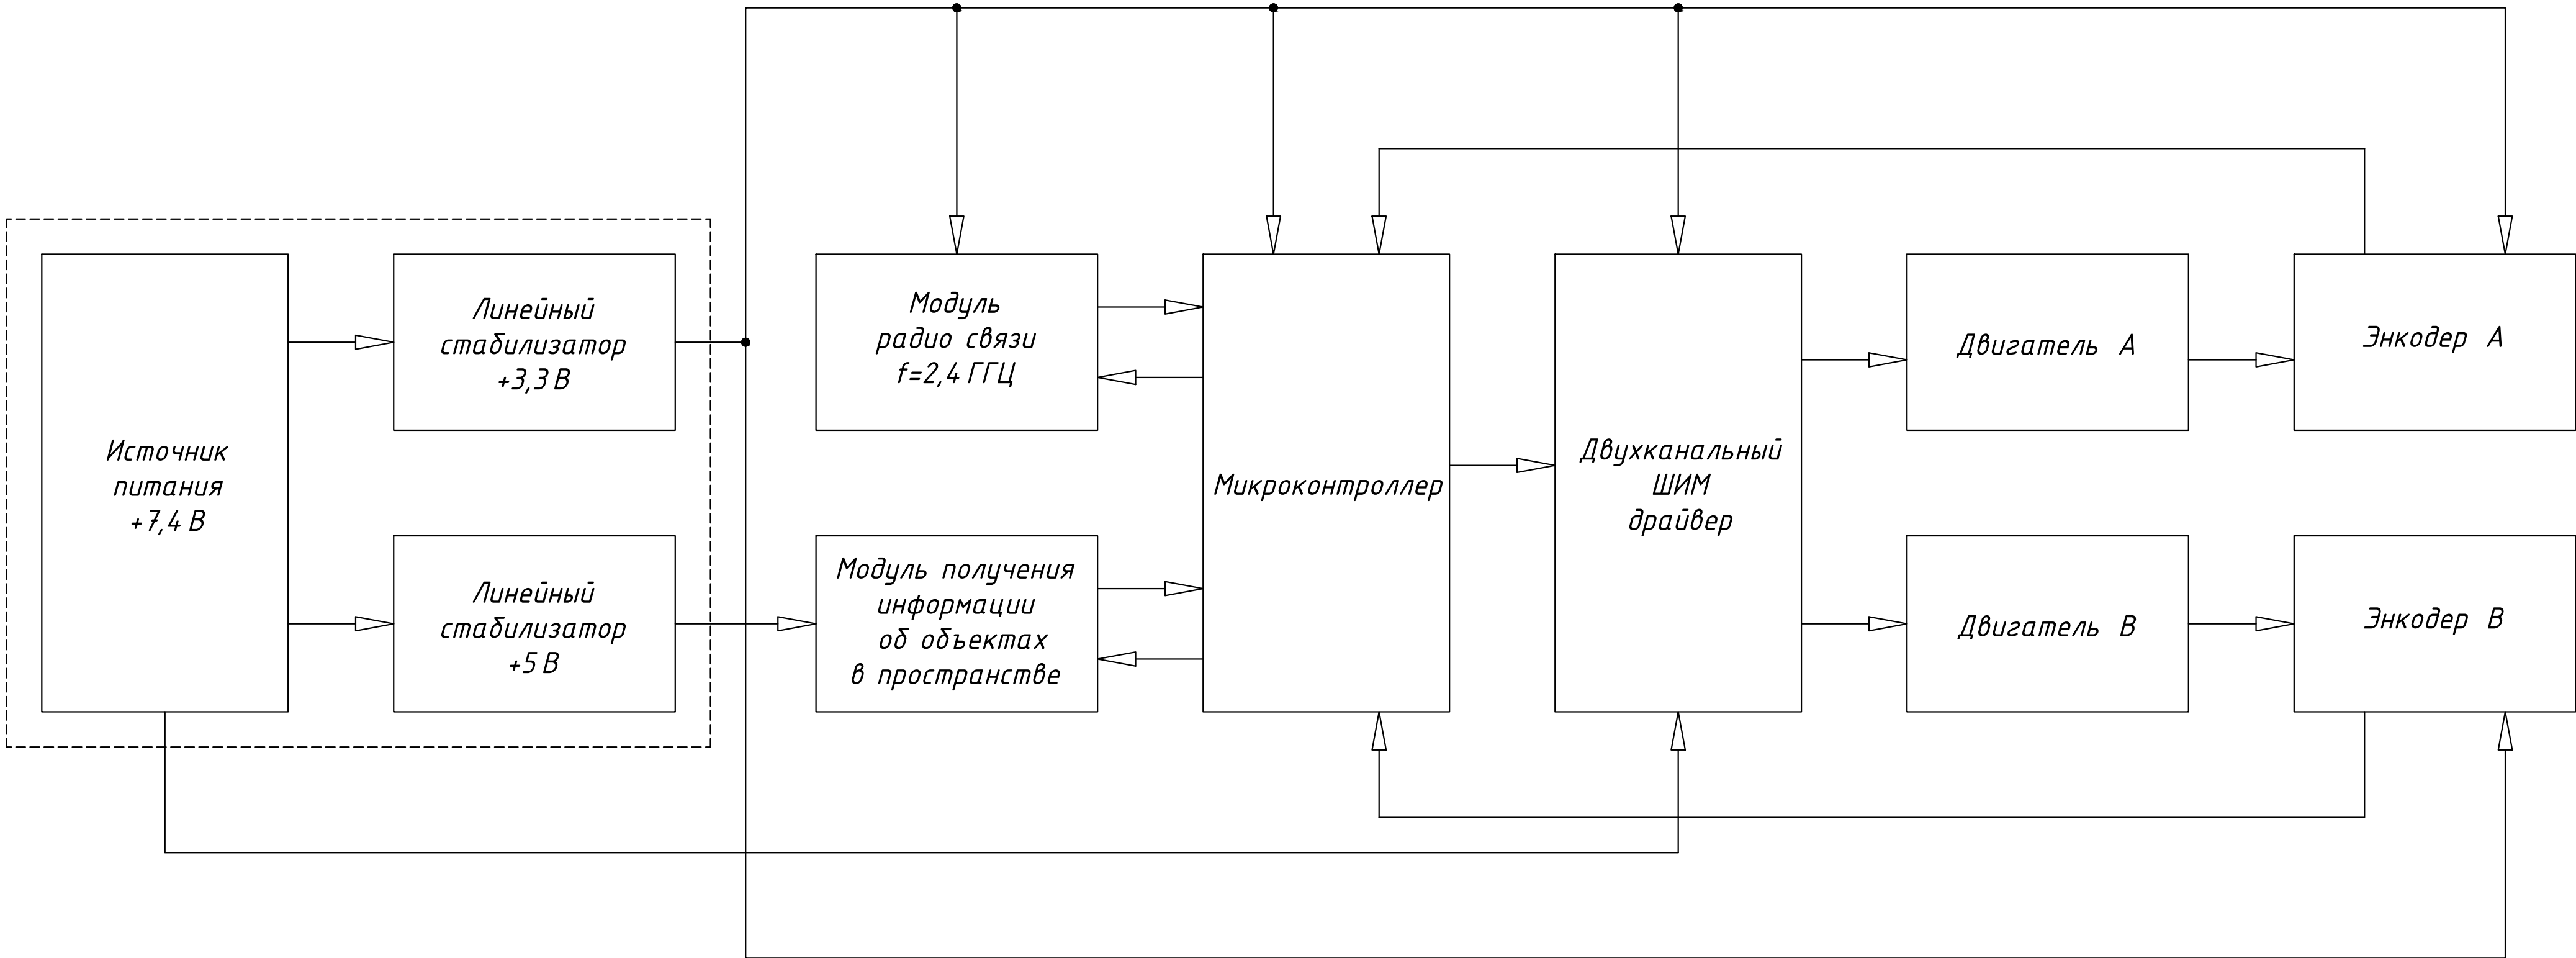 Источник
питания
+7,4 В
Линейный
стабилизатор
+3,3 В
Линейный
стабилизатор
+5 В
Модуль
радио связи
f=2,4 ГГЦ
Модуль получения
информации
об объектах
в пространстве
Микроконтроллер
Двухканальный
ШИМ
драйвер
Двигатель А
Двигатель В
Энкодер А
Энкодер В